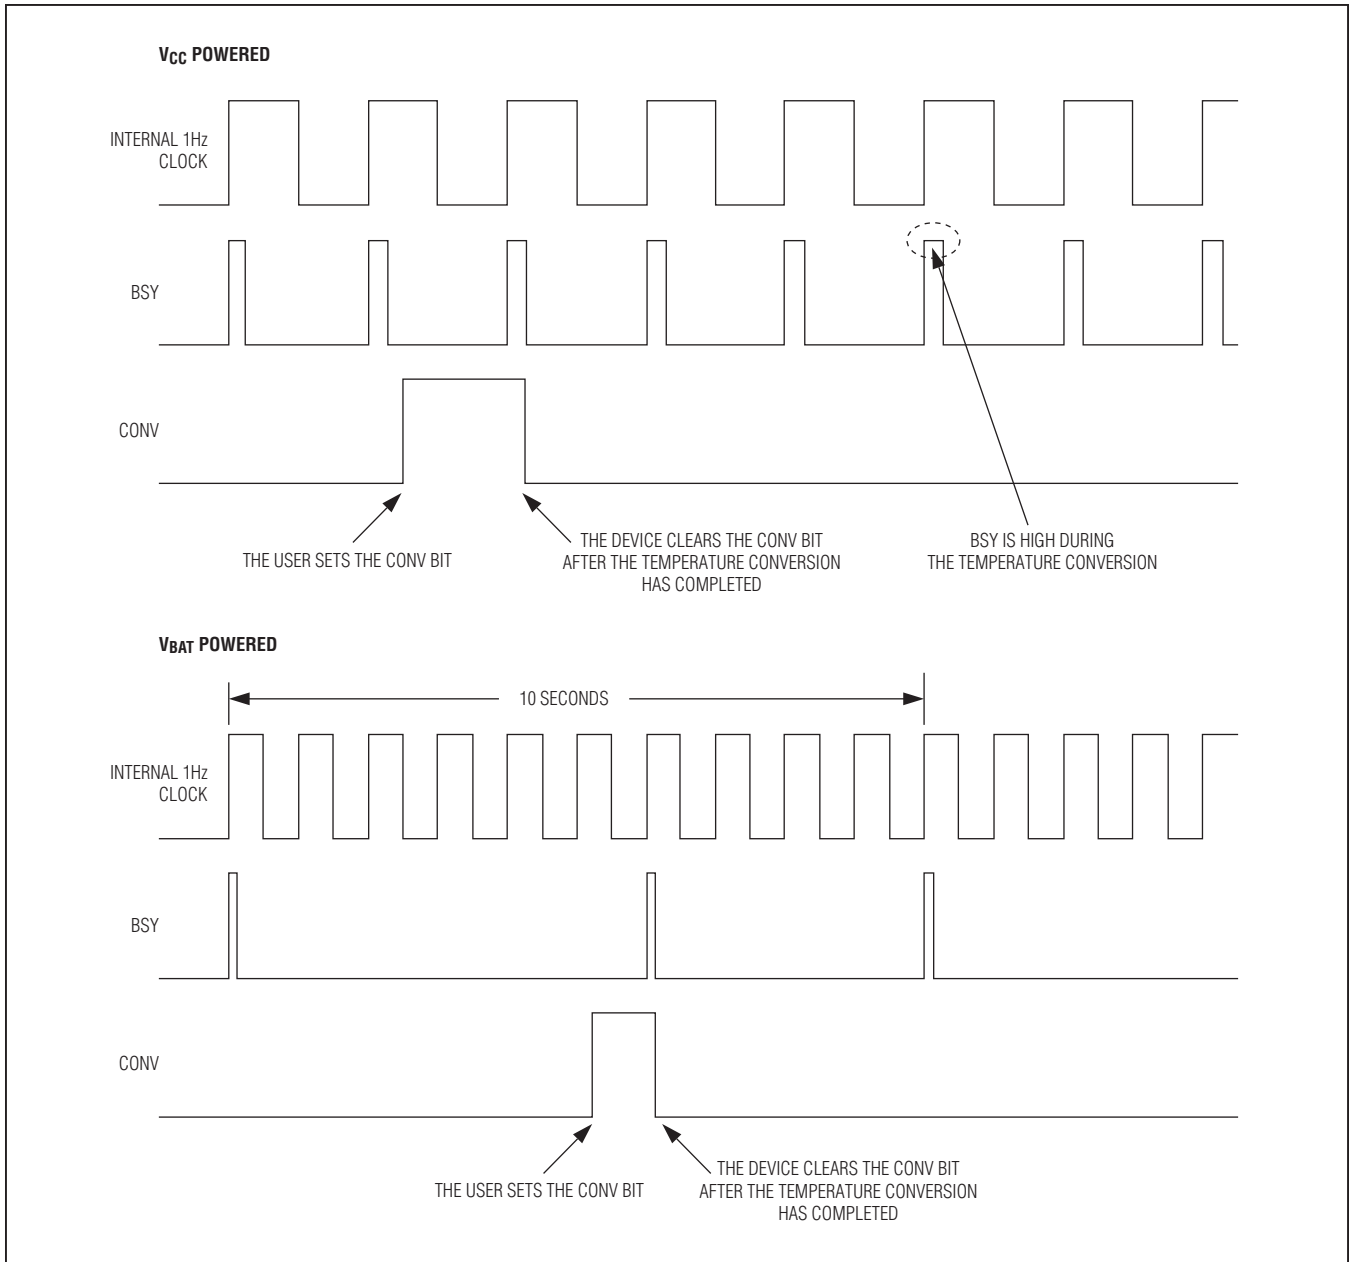 VCC POWERED
INTERNAL 1Hz
CLOCK
BSY
CONV
THE USER SETS THE CONV BIT
THE DEVICE CLEARS THE CONV BIT
AFTER THE TEMPERATURE CONVERSION
HAS COMPLETED
BSY IS HIGH DURING
THE TEMPERATURE CONVERSION
VBAT POWERED
10 SECONDS
INTERNAL 1Hz
CLOCK
BSY
CONV
THE USER SETS THE CONV BIT
THE DEVICE CLEARS THE CONV BIT
AFTER THE TEMPERATURE CONVERSION
HAS COMPLETED